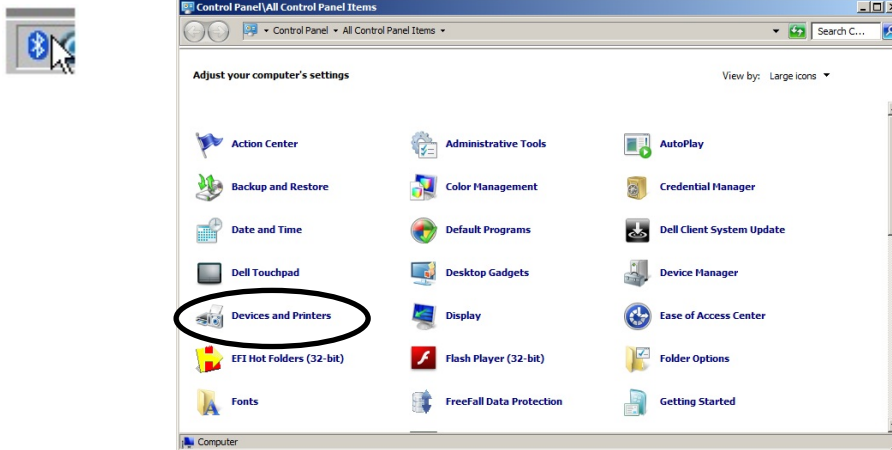 Control Panel\All Control Panel Items
Control Panel All Control Panel Items Search C...
Adjust your computer's settings View by: Large icons
Action Center Administrative Tools AutoPlay
Backup and Restore Color Management Credential Manager
Date and Time Default Programs Dell Client System Update
Dell Touchpad Desktop Gadgets Device Manager
Devices and Printers Display Ease of Access Center
EFI Hot Folders (32-bit) Flash Player (32-bit) Folder Options
Fonts FreeFall Data Protection Getting Started
Computer